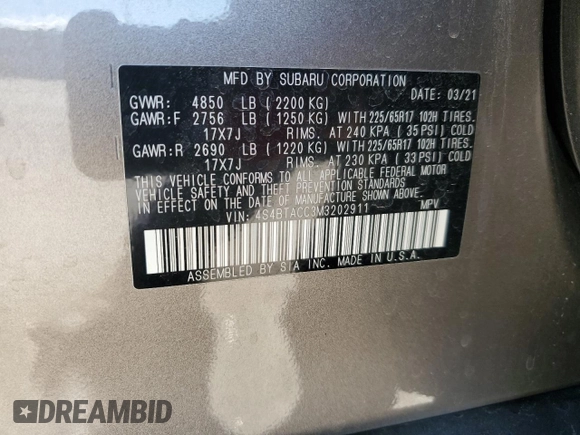 MFD BY SUBARU CORPORATION
DATE: 03/21
GVWR: 4850 LB (2200 KG)
GAWR:F 2756 LB (1250 KG) WITH 225/65R17 102H TIRES.
17X7J RIMS. AT 240 KPA (35 PSI) COLD
GAWR:R 2690 LB (1220 KG) WITH 225/65R17 102H TIRES.
17X7J RIMS. AT 230 KPA (33 PSI) COLD
THIS VEHICLE CONFORMS TO ALL APPLICABLE FEDERAL MOTOR
VEHICLE SAFETY AND THEFT PREVENTION STANDARDS
IN EFFECT ON THE DATE OF MANUFACTURE SHOWN ABOVE.
VIN: 4S4BTACC3M3202911 MPV
ASSEMBLED BY SIA INC. MADE IN U.S.A.
DREAMBID